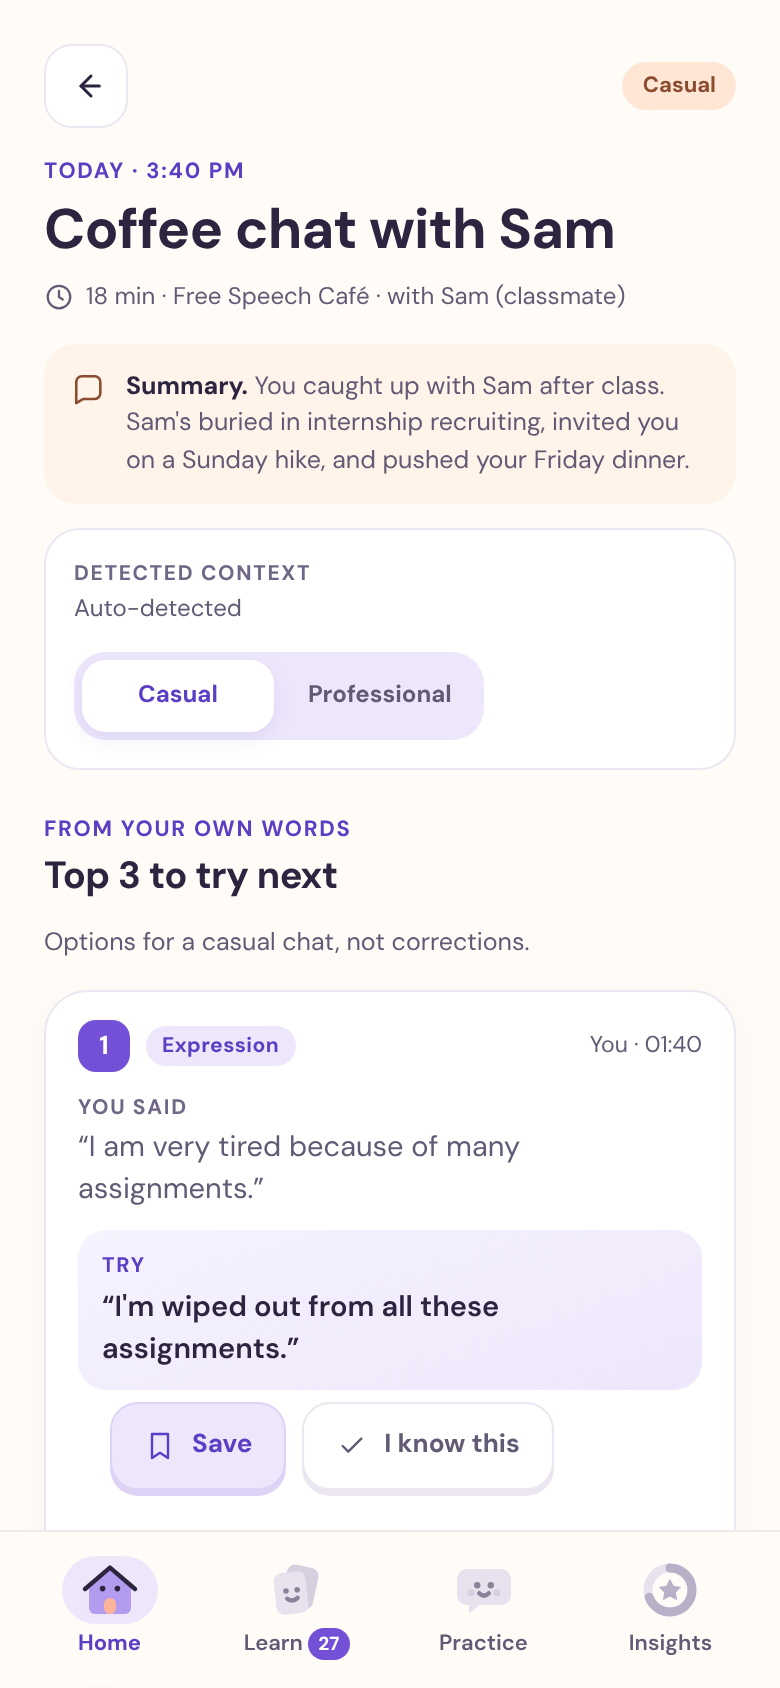 Casual
TODAY · 3:40 PM
Coffee chat with Sam
18 min · Free Speech Café · with Sam (classmate)
Summary. You caught up with Sam after class.
Sam's buried in internship recruiting, invited you
on a Sunday hike, and pushed your Friday dinner.
DETECTED CONTEXT
Auto-detected
Casual
Professional
FROM YOUR OWN WORDS
Top 3 to try next
Options for a casual chat, not corrections.
1 Expression You · 01:40
YOU SAID
“I am very tired because of many
assignments.”
TRY
“I'm wiped out from all these
assignments.”
Save
I know this
Home
Learn 27
Practice
Insights